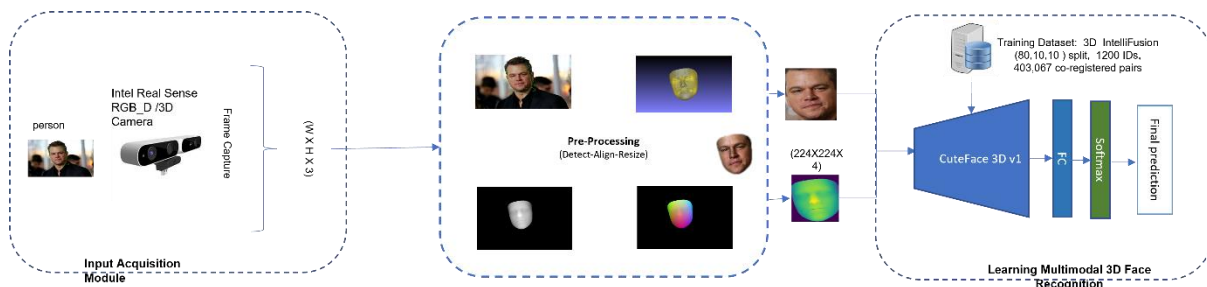 person
Intel Real Sense
RGB_D /3D
Camera
Frame Capture
(W X H X 3)
Input Acquisition
Module
Pre-Processing
(Detect-Align-Resize)
(224X224X
4)
Training Dataset: 3D IntelliFusion
(80,10,10 ) split, 1200 IDs,
403,067 co-registered pairs
CuteFace 3D v1
FC
Softmax
Final prediction
Learning Multimodal 3D Face
Recognition